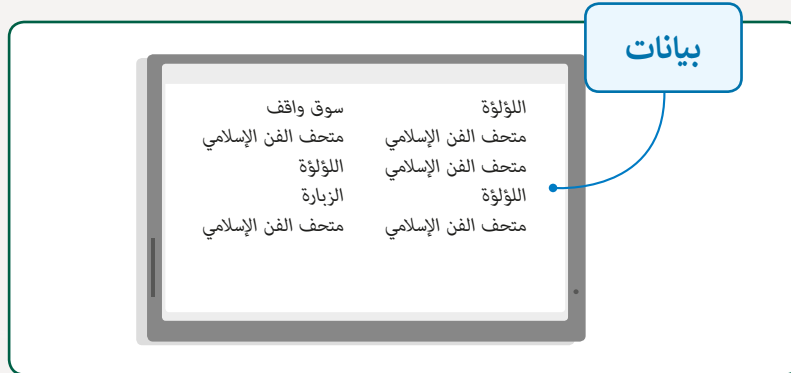 بيانات
اللؤلؤة سوق واقف
متحف الفن الإسلامي متحف الفن الإسلامي
متحف الفن الإسلامي اللؤلؤة
اللؤلؤة الزبارة
متحف الفن الإسلامي متحف الفن الإسلامي